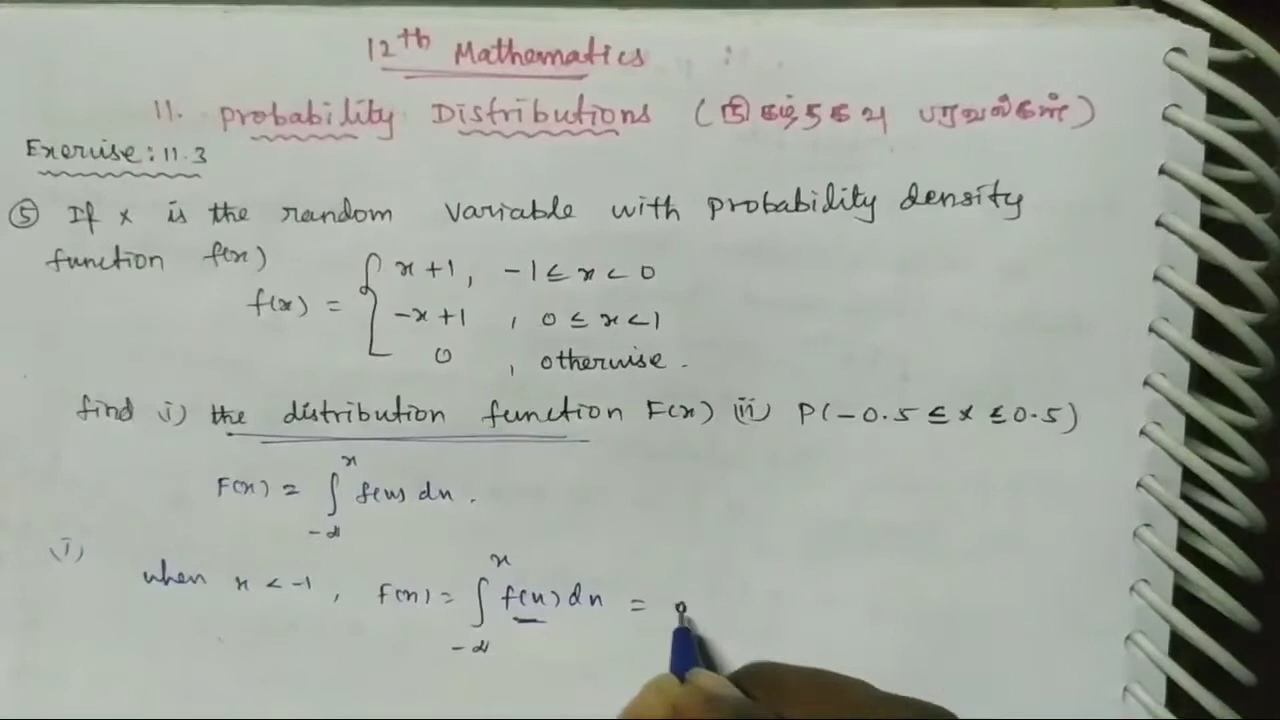 12th Mathematics :
11. Probability Distributions (நிகழ்தகவு பரவல்கள்)
Exercise: 11.3
⑤ If x is the random variable with probability density
function f(x)
f(x) = { x+1, -1 ≤ x < 0
-x+1 , 0 ≤ x < 1
0 , otherwise.
find i) the distribution function F(x) (ii) P(-0.5 ≤ x ≤ 0.5)
F(x) = ∫_{-∞}^{x} f(u) du.
(i)
when x < -1, F(x) = ∫_{-∞}^{x} f(u) du = 0